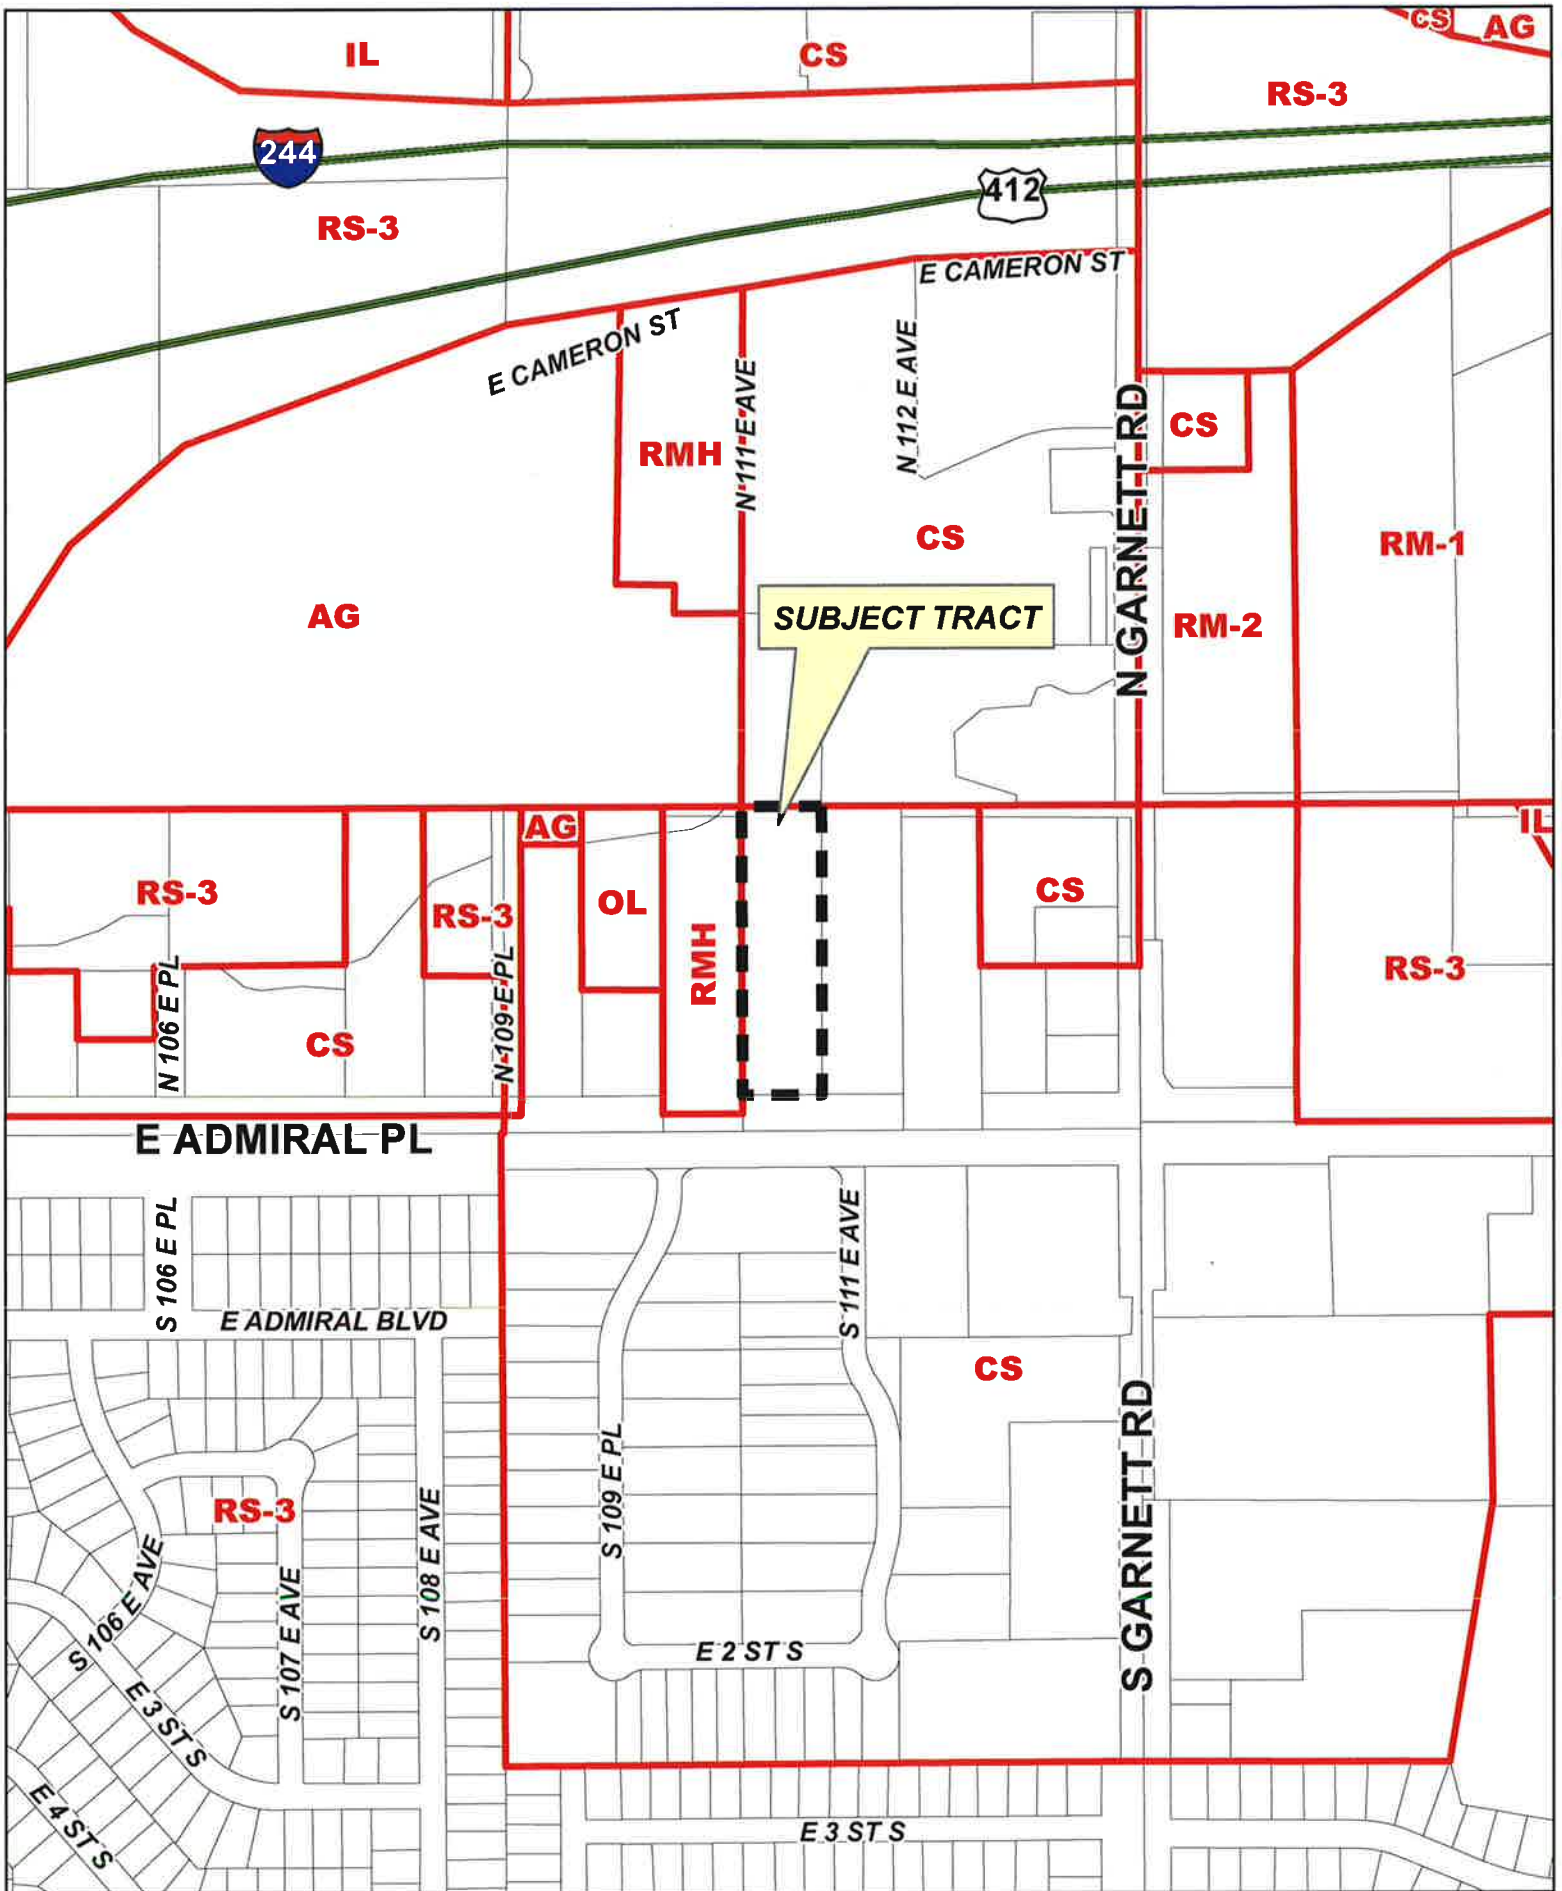 IL
CS
CS
AG
RS-3
244
412
RS-3
E CAMERON ST
E CAMERON ST
N 111 E AVE
N 112 E AVE
RMH
CS
N GARNETT RD
CS
RM-1
AG
SUBJECT TRACT
RM-2
AG
IL
RS-3
RS-3
OL
RMH
CS
RS-3
N 106 E PL
CS
N 109 E PL
E ADMIRAL PL
S 106 E PL
S 111 E AVE
E ADMIRAL BLVD
CS
S GARNETT RD
S 109 E PL
RS-3
S 108 E AVE
S 106 E AVE
S 107 E AVE
E 2 ST S
E 3 ST S
E 4 ST S
E 3 ST S